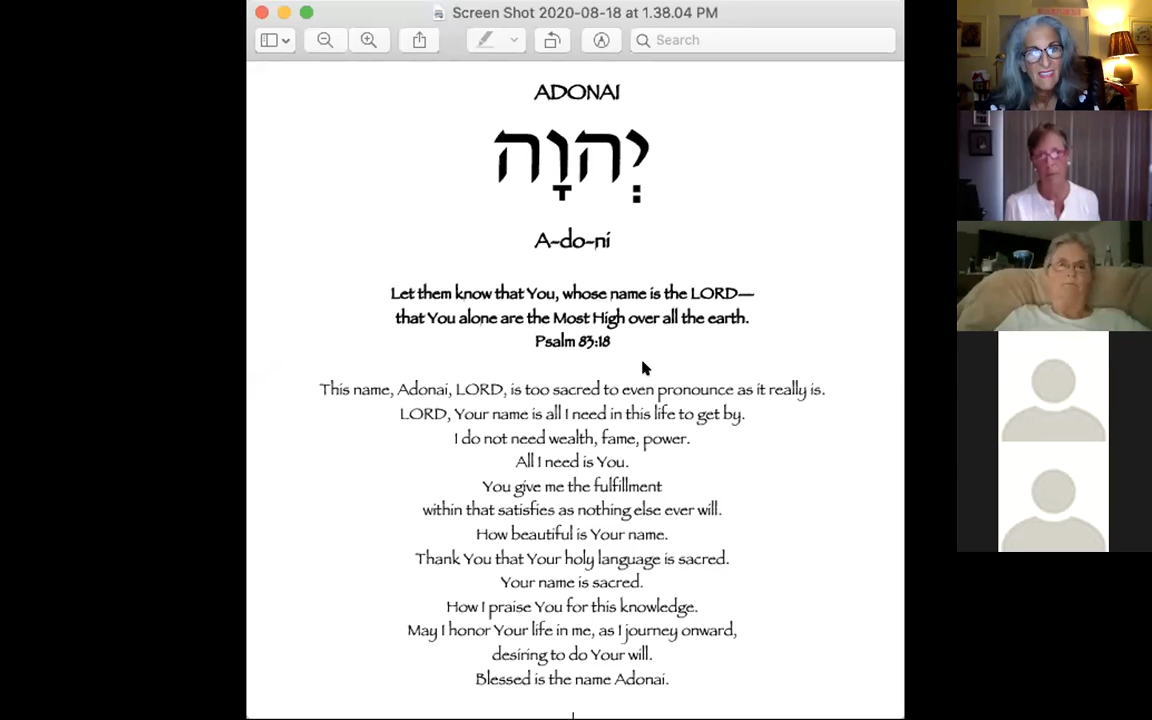 Screen Shot 2020-08-18 at 1.38.04 PM
Search
ADONAI
יְהוָה
A-do-ni
Let them know that You, whose name is the LORD—
that You alone are the Most High over all the earth.
Psalm 83:18
This name, Adonai, LORD, is too sacred to even pronounce as it really is.
LORD, Your name is all I need in this life to get by.
I do not need wealth, fame, power.
All I need is You.
You give me the fulfillment
within that satisfies as nothing else ever will.
How beautiful is Your name.
Thank You that Your holy language is sacred.
Your name is sacred.
How I praise You for this knowledge.
May I honor Your life in me, as I journey onward,
desiring to do Your will.
Blessed is the name Adonai.